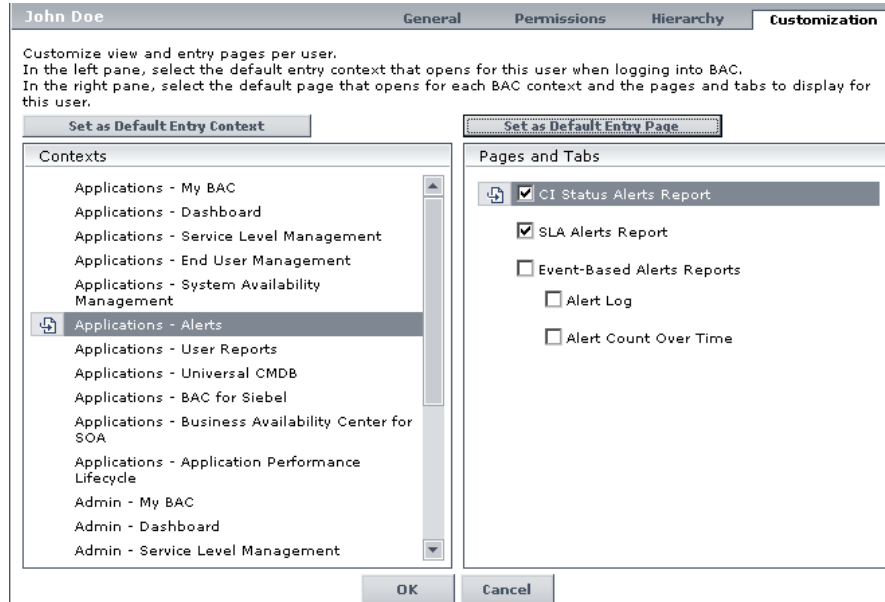 John Doe
General
Permissions
Hierarchy
Customization
Customize view and entry pages per user.
In the left pane, select the default entry context that opens for this user when logging into BAC.
In the right pane, select the default page that opens for each BAC context and the pages and tabs to display for
this user.
Set as Default Entry Context
Set as Default Entry Page
Contexts
Applications - My BAC
Applications - Dashboard
Applications - Service Level Management
Applications - End User Management
Applications - System Availability
Management
Applications - Alerts
Applications - User Reports
Applications - Universal CMDB
Applications - BAC for Siebel
Applications - Business Availability Center for
SOA
Applications - Application Performance
Lifecycle
Admin - My BAC
Admin - Dashboard
Admin - Service Level Management
Pages and Tabs
CI Status Alerts Report
SLA Alerts Report
Event-Based Alerts Reports
Alert Log
Alert Count Over Time
OK
Cancel